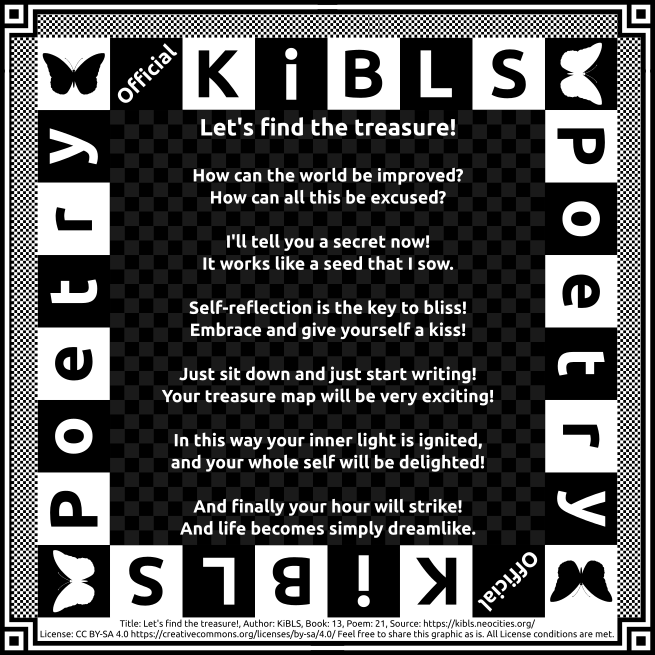 Official KiBLS
Poetry
Poetry
Let's find the treasure!
How can the world be improved?
How can all this be excused?
I'll tell you a secret now!
It works like a seed that I sow.
Self-reflection is the key to bliss!
Embrace and give yourself a kiss!
Just sit down and just start writing!
Your treasure map will be very exciting!
In this way your inner light is ignited,
and your whole self will be delighted!
And finally your hour will strike!
And life becomes simply dreamlike.
Official KiBLS
Title: Let's find the treasure!, Author: KiBLS, Book: 13, Poem: 21, Source: https://kibls.neocities.org/
License: CC BY-SA 4.0 https://creativecommons.org/licenses/by-sa/4.0/ Feel free to share this graphic as is. All License conditions are met.